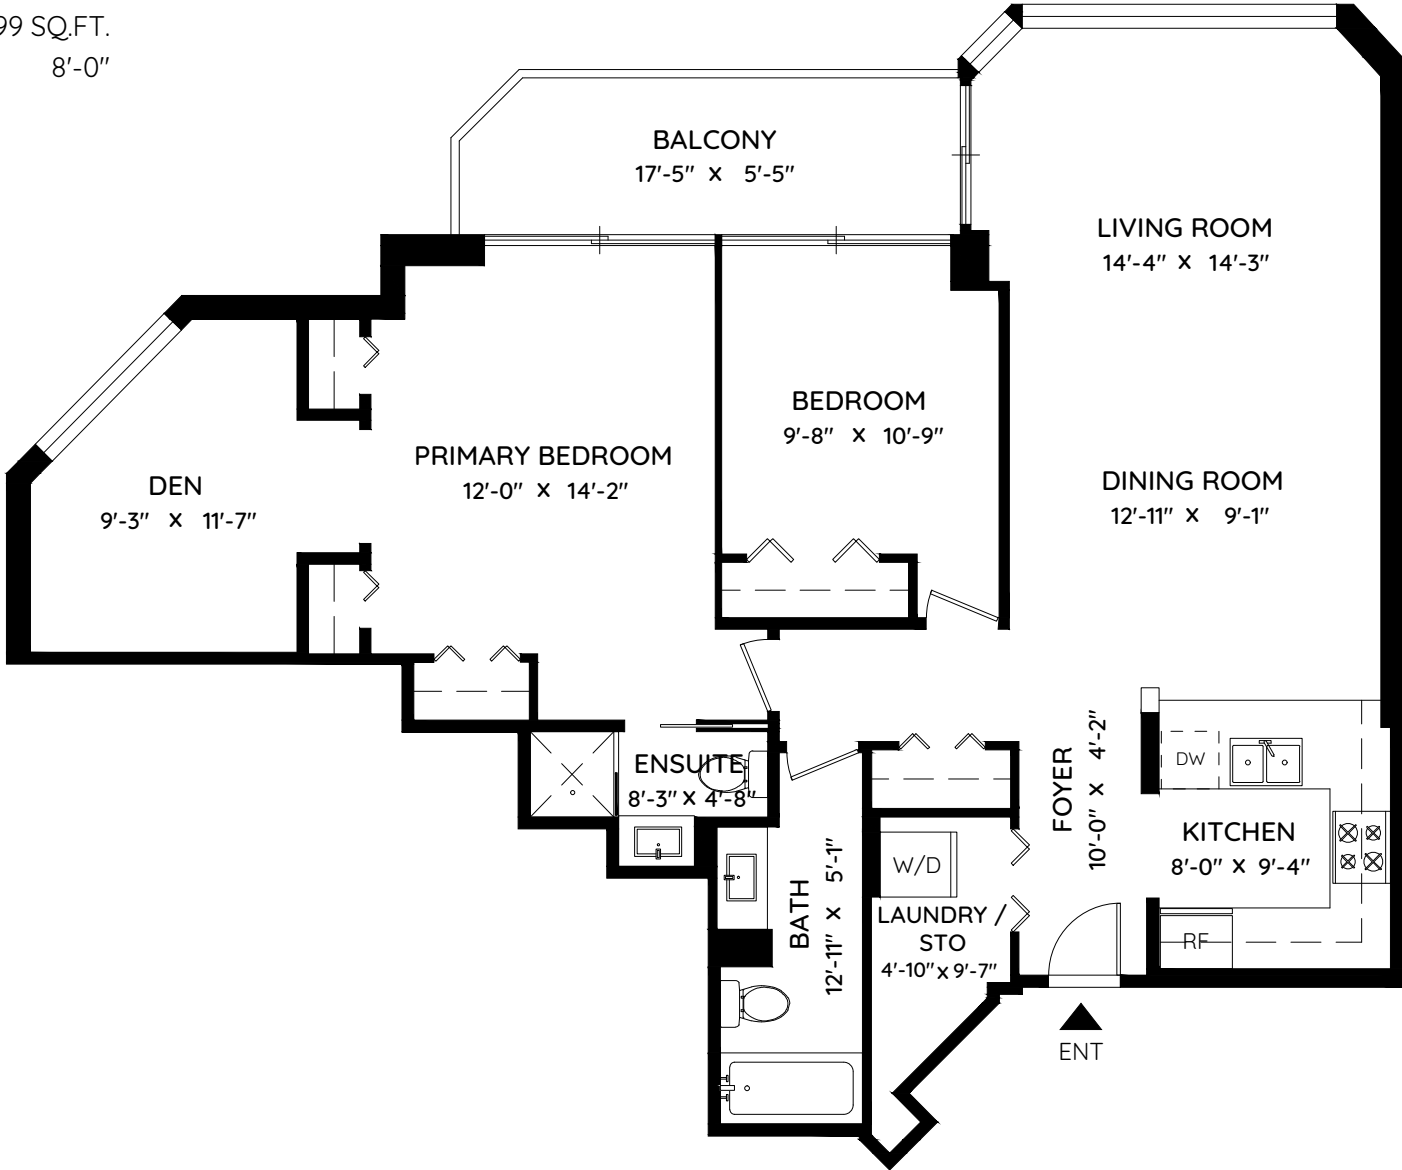 99 SQ.FT.
8'-0"
BALCONY
17'-5" x 5'-5"
LIVING ROOM
14'-4" x 14'-3"
BEDROOM
9'-8" x 10'-9"
PRIMARY BEDROOM
12'-0" x 14'-2"
DEN
9'-3" x 11'-7"
DINING ROOM
12'-11" x 9'-1"
ENSUITE
8'-3" x 4'-8"
FOYER
10'-0" x 4'-2"
DW
KITCHEN
8'-0" x 9'-4"
W/D
BATH
12'-11" x 5'-1"
LAUNDRY /
STO
4'-10" x 9'-7"
RF
ENT